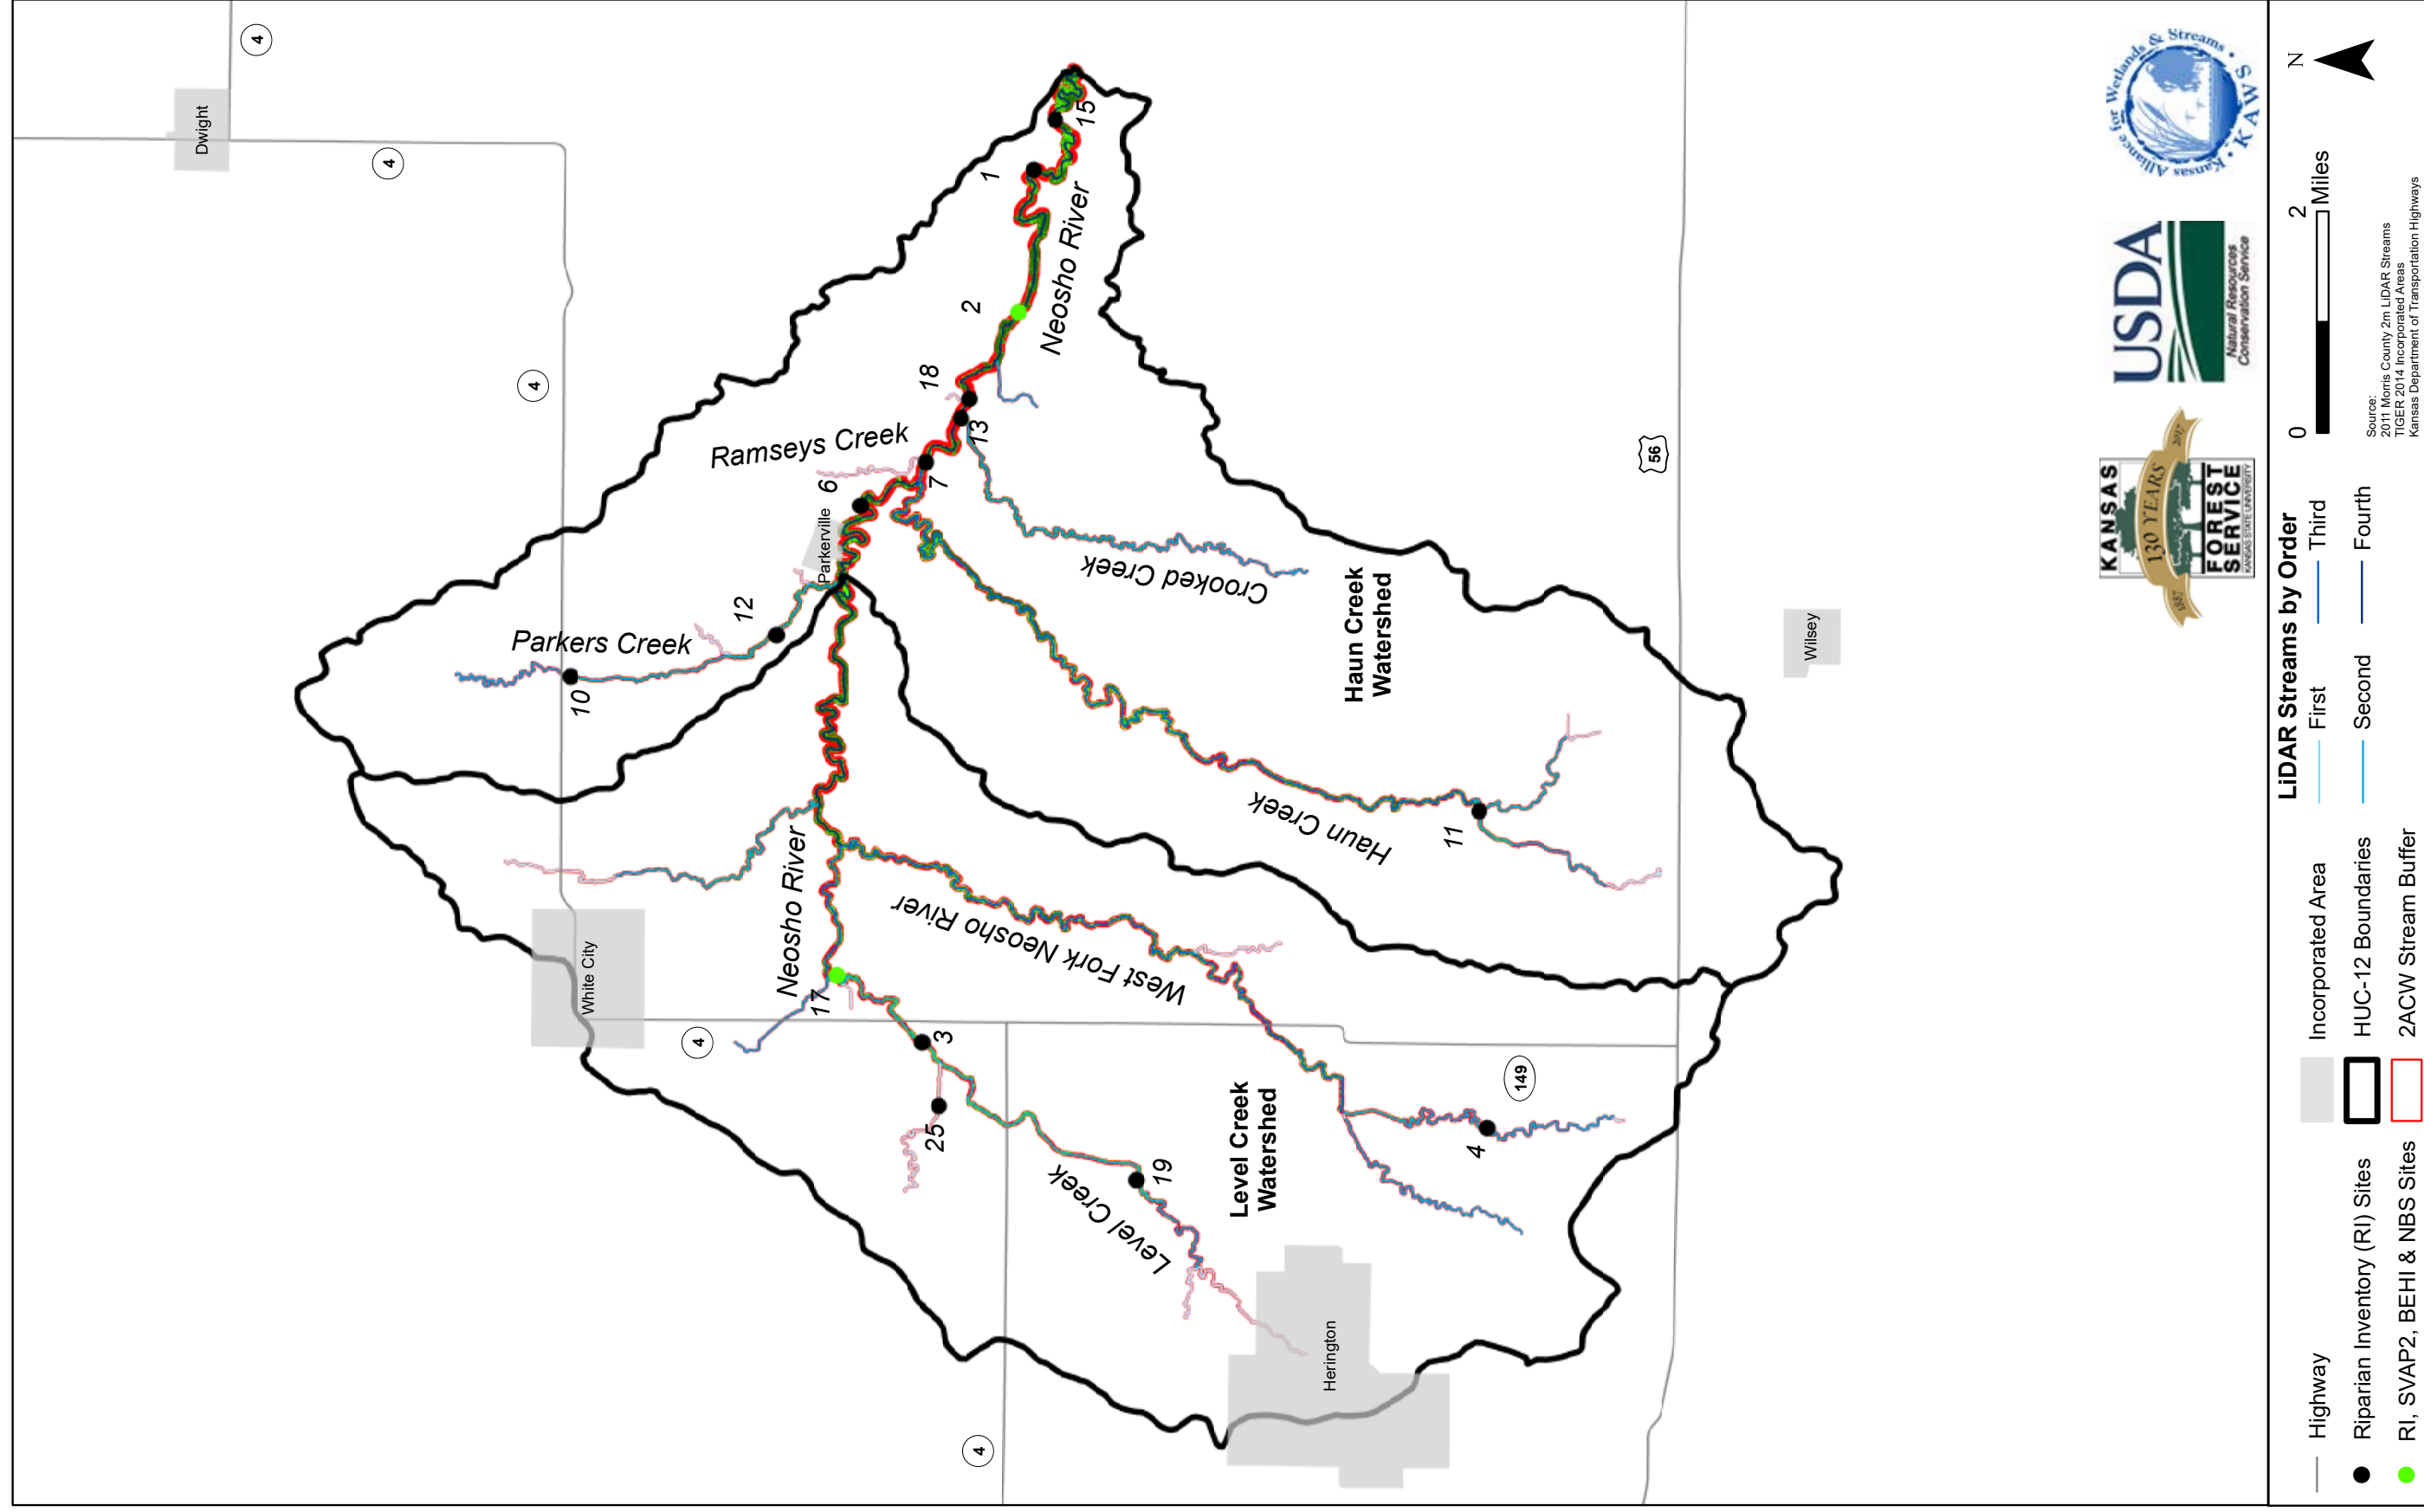 Dwight
4
4
4
4
4
149
56
White City
Parkerville
Herington
Wilsey
Ramseys Creek
Parkers Creek
Neosho River
Neosho River
West Fork Neosho River
Crooked Creek
Haun Creek
Level Creek
Haun Creek
Watershed
Level Creek
Watershed
1
2
3
4
6
7
10
11
12
13
15
17
18
19
25
KANSAS
130 YEARS
1887
2017
FOREST
SERVICE
KANSAS STATE UNIVERSITY
USDA
Natural Resources
Conservation Service
Kansas Alliance for Wetlands & Streams
KAWS
Highway
Riparian Inventory (RI) Sites
RI, SVAP2, BEHI & NBS Sites
Incorporated Area
HUC-12 Boundaries
2ACW Stream Buffer
LiDAR Streams by Order
First
Second
Third
Fourth
0
2
Miles
N
Source:
2011 Morris County 2m LiDAR Streams
TIGER 2014 Incorporated Areas
Kansas Department of Transportation Highways